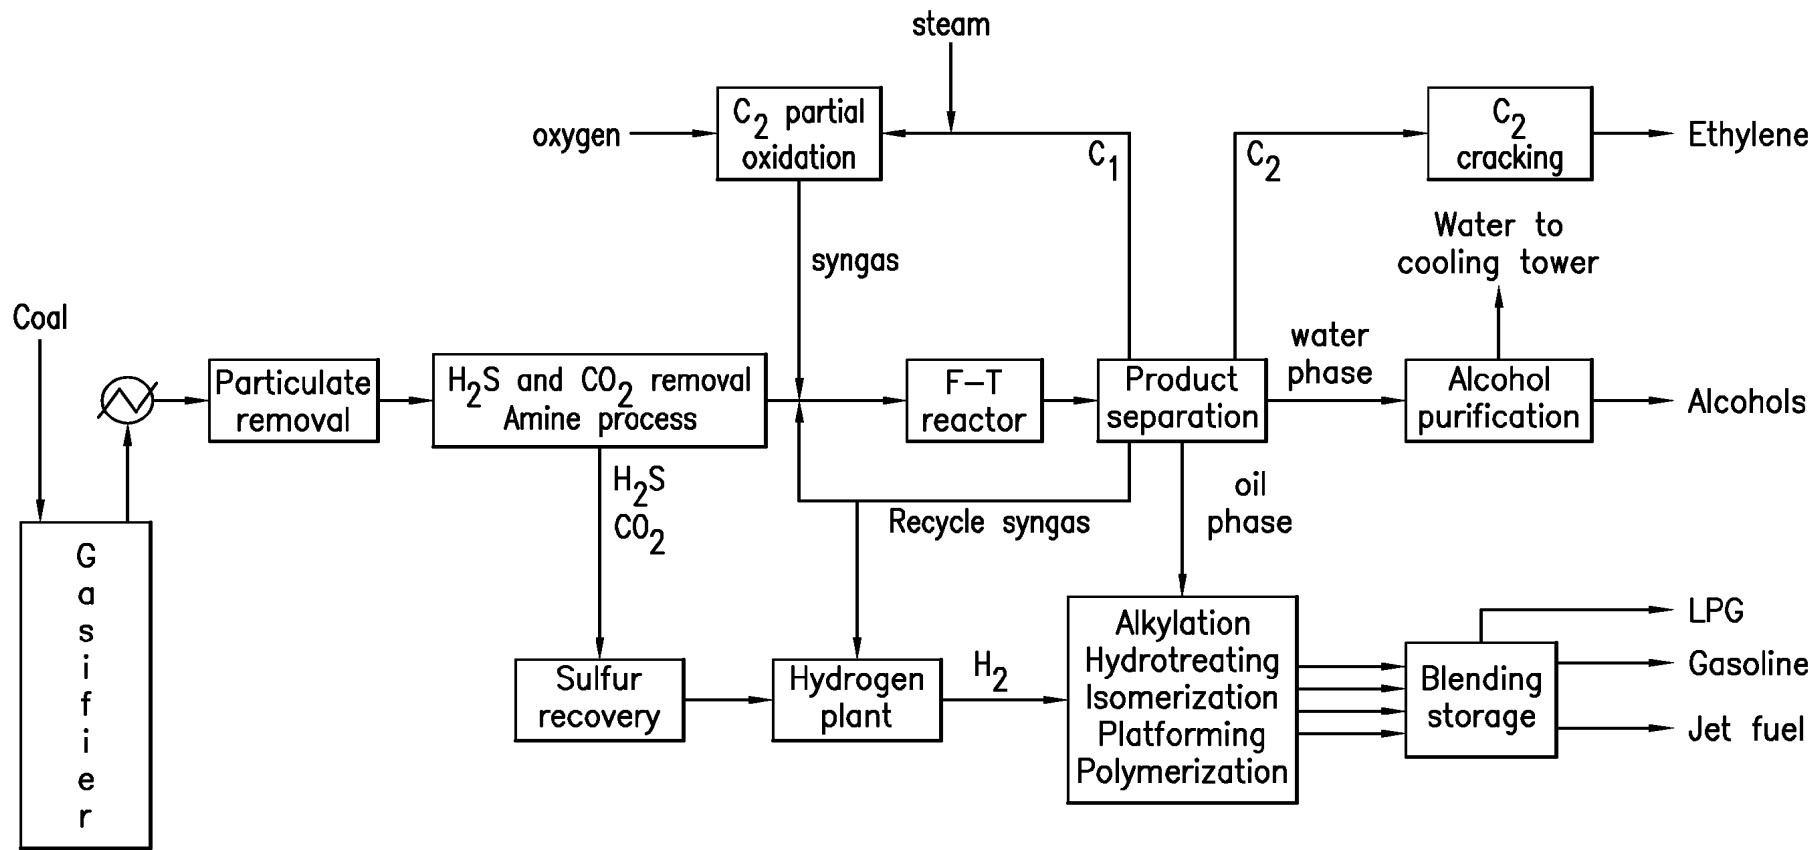 steam
oxygen
C₂ partial
oxidation
C₁
C₂
C₂
cracking
Ethylene
syngas
Water to
cooling tower
Coal
Particulate
removal
H₂S and CO₂ removal
Amine process
F-T
reactor
Product
separation
water
phase
Alcohol
purification
Alcohols
H₂S
CO₂
Recycle syngas
oil
phase
Gasifier
Sulfur
recovery
Hydrogen
plant
H₂
Alkylation
Hydrotreating
Isomerization
Platforming
Polymerization
Blending
storage
LPG
Gasoline
Jet fuel